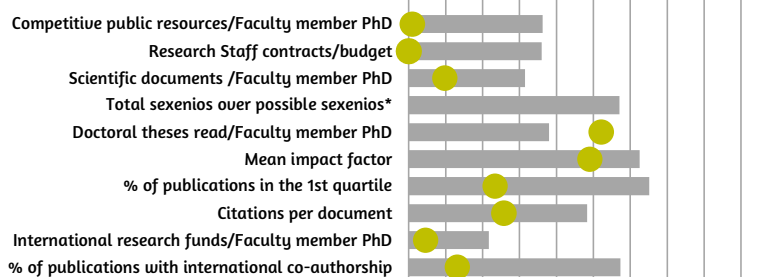 Competitive public resources/Faculty member PhD
Research Staff contracts/budget
Scientific documents /Faculty member PhD
Total sexenios over possible sexenios*
Doctoral theses read/Faculty member PhD
Mean impact factor
% of publications in the 1st quartile
Citations per document
International research funds/Faculty member PhD
% of publications with international co-authorship